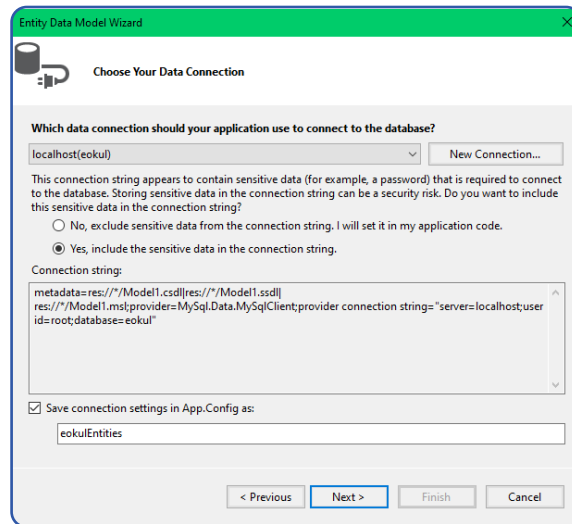 Entity Data Model Wizard
Choose Your Data Connection
Which data connection should your application use to connect to the database?
localhost(eokul)
New Connection...
This connection string appears to contain sensitive data (for example, a password) that is required to connect
to the database. Storing sensitive data in the connection string can be a security risk. Do you want to include
this sensitive data in the connection string?
No, exclude sensitive data from the connection string. I will set it in my application code.
Yes, include the sensitive data in the connection string.
Connection string:
metadata=res://*/Model1.csdl|res://*/Model1.ssdl|
res://*/Model1.msl;provider=MySql.Data.MySqlClient;provider connection string="server=localhost;user
id=root;database=eokul"
Save connection settings in App.Config as:
eokulEntities
< Previous
Next >
Finish
Cancel